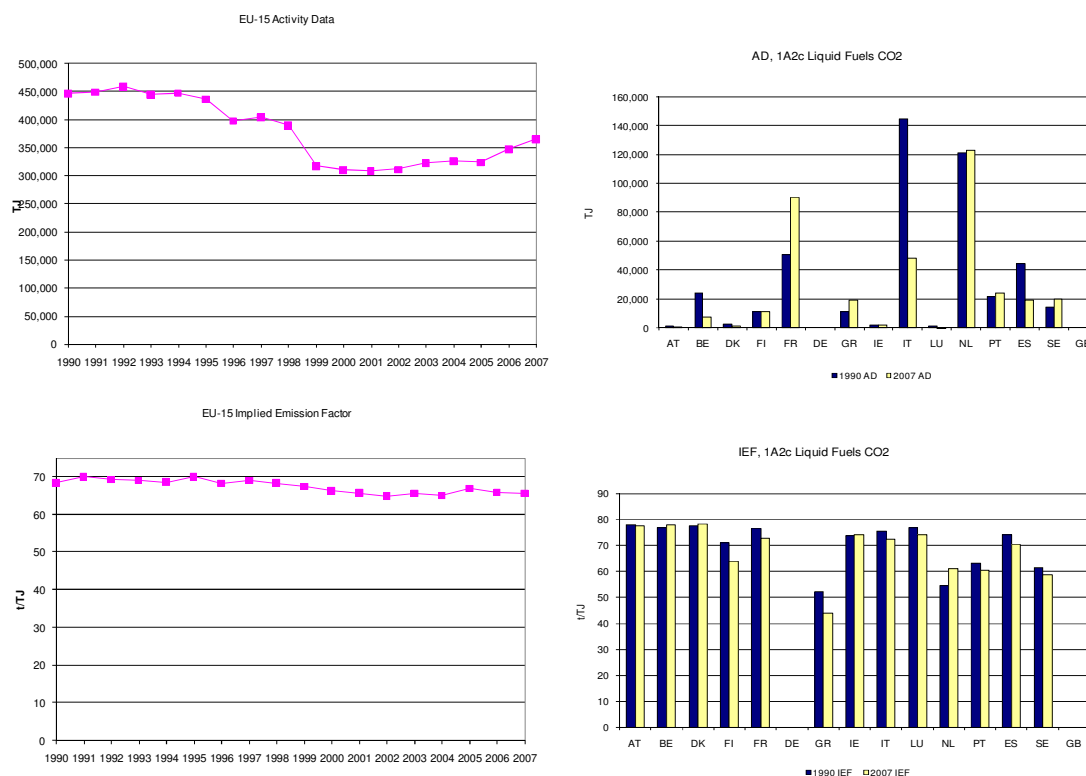 EU-15 Activity Data
500,000
450,000
400,000
350,000
300,000
250,000
200,000
150,000
100,000
50,000
0
TJ
1990 1991 1992 1993 1994 1995 1996 1997 1998 1999 2000 2001 2002 2003 2004 2005 2006 2007
AD, 1A2c Liquid Fuels CO2
160,000
140,000
120,000
100,000
80,000
60,000
40,000
20,000
0
TJ
AT BE DK FI FR DE GR IE IT LU NL PT ES SE GB
1990 AD 2007 AD
EU-15 Implied Emission Factor
70
60
50
40
30
20
10
0
t/TJ
1990 1991 1992 1993 1994 1995 1996 1997 1998 1999 2000 2001 2002 2003 2004 2005 2006 2007
IEF, 1A2c Liquid Fuels CO2
90
80
70
60
50
40
30
20
10
0
t/TJ
AT BE DK FI FR DE GR IE IT LU NL PT ES SE GB
1990 IEF 2007 IEF